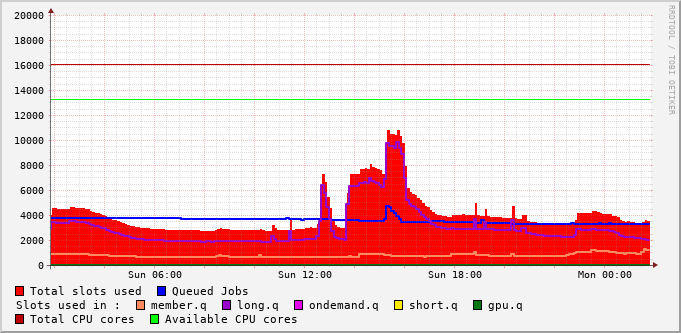 20000
18000
16000
14000
12000
10000
8000
6000
4000
2000
0
Sun 06:00 Sun 12:00 Sun 18:00 Mon 00:00
RRDTOOL / TOBI OETIKER
Total slots used Queued Jobs
Slots used in : member.q long.q ondemand.q short.q gpu.q
Total CPU cores Available CPU cores